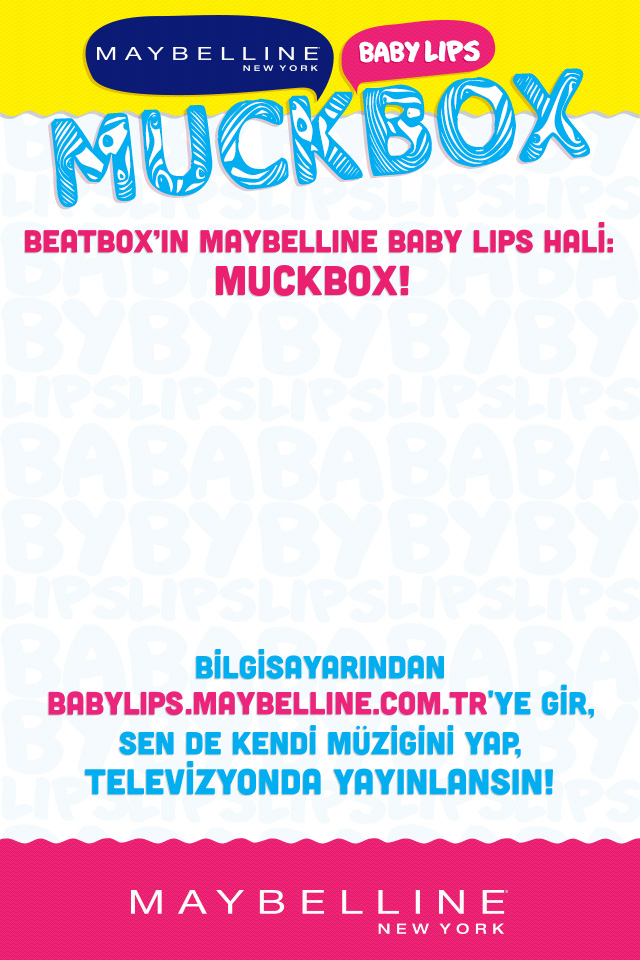 MAYBELLINE
NEW YORK
BABY LIPS
MUCKBOX
BEATBOX'IN MAYBELLINE BABY LIPS HALİ:
MUCKBOX!
BİLGİSAYARINDAN
BABYLIPS.MAYBELLINE.COM.TR'YE GİR,
SEN DE KENDİ MÜZİGİNİ YAP,
TELEVİZYONDA YAYINLANSIN!
MAYBELLINE
NEW YORK